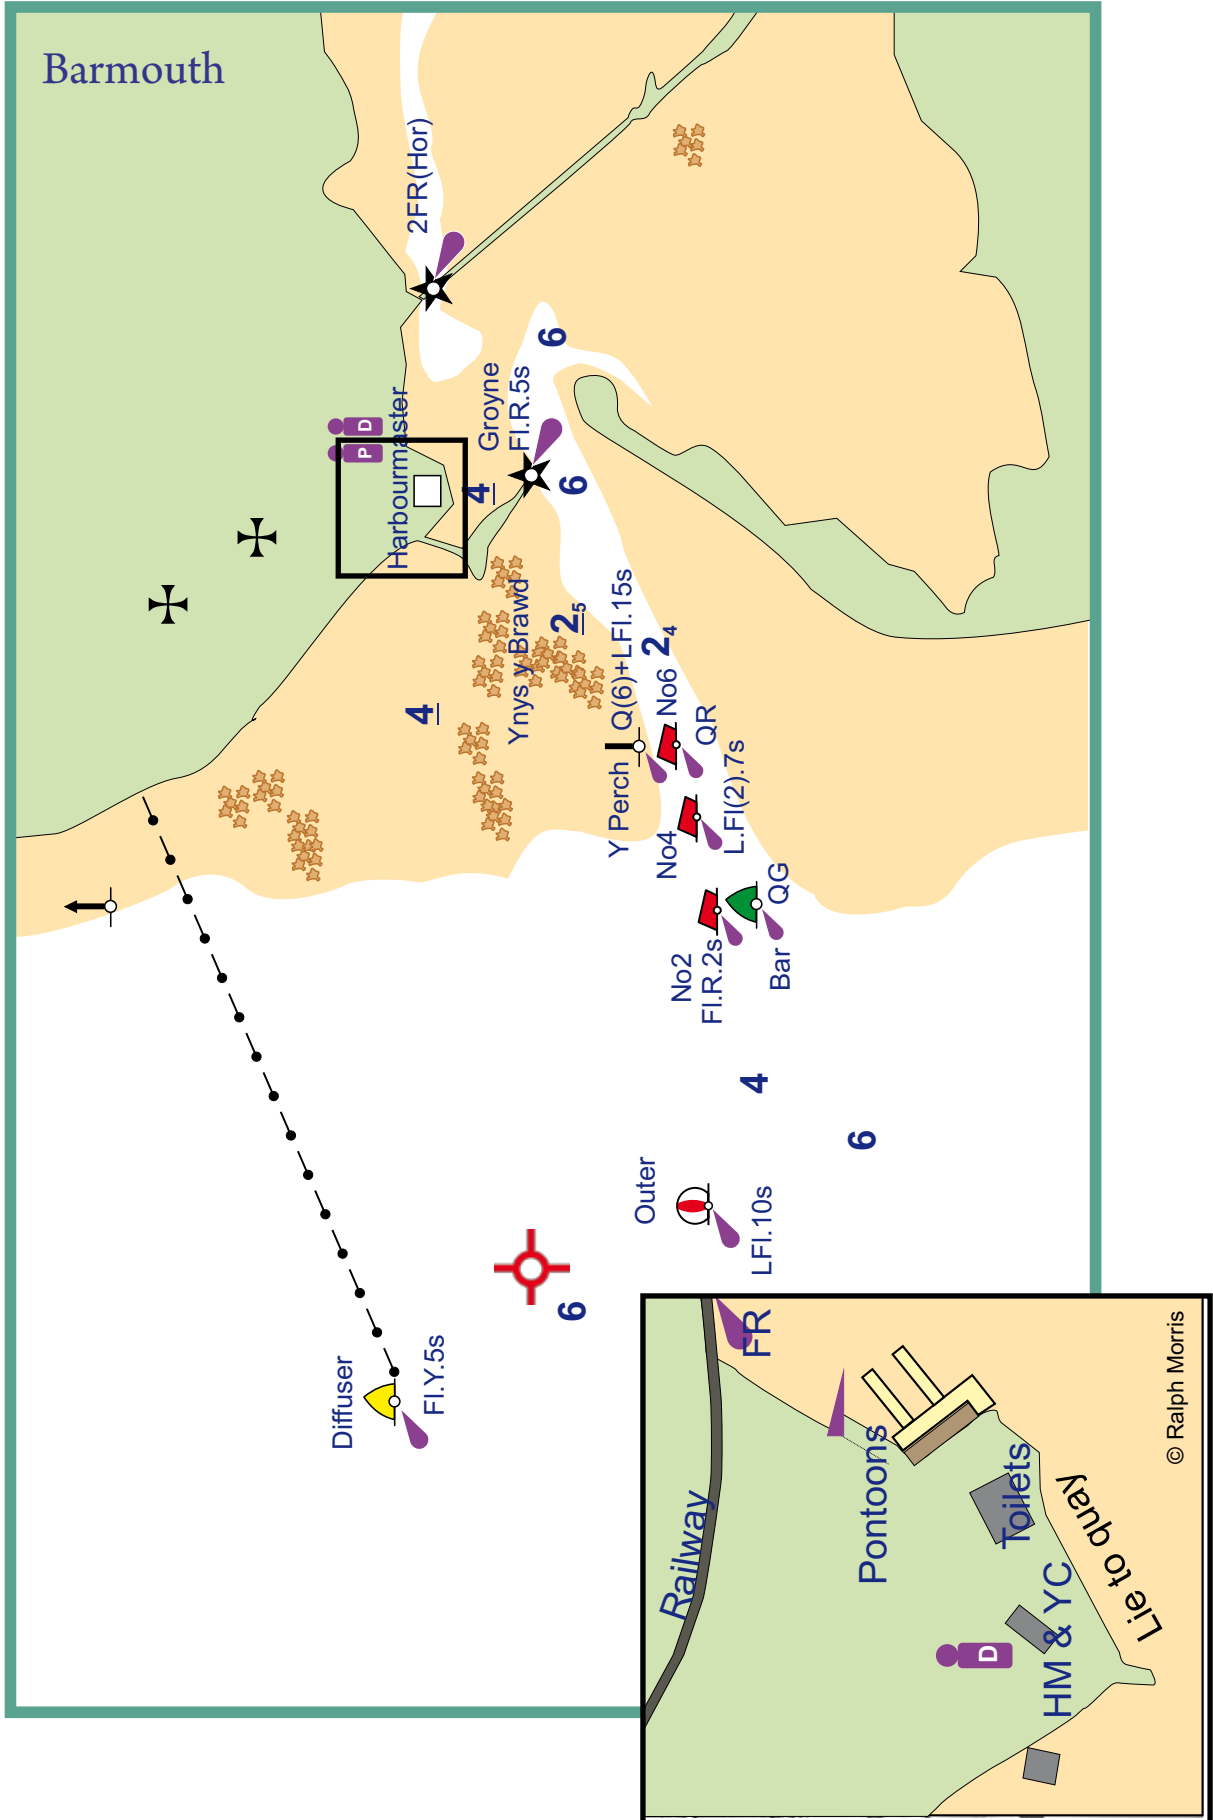 Barmouth
2FR(Hor)
Groyne
Fl.R.5s
6
6
D
P
Harbourmaster
4
Ynys y Brawd
2 5
4
Q(6)+LFl.15s
Y Perch
2 4
No6
QR
No4
L.Fl(2).7s
No2
Fl.R.2s
QG
Bar
4
6
Outer
LFl.10s
6
Diffuser
Fl.Y.5s
FR
Railway
Pontoons
Toilets
Lie to quay
HM & YC
D
© Ralph Morris